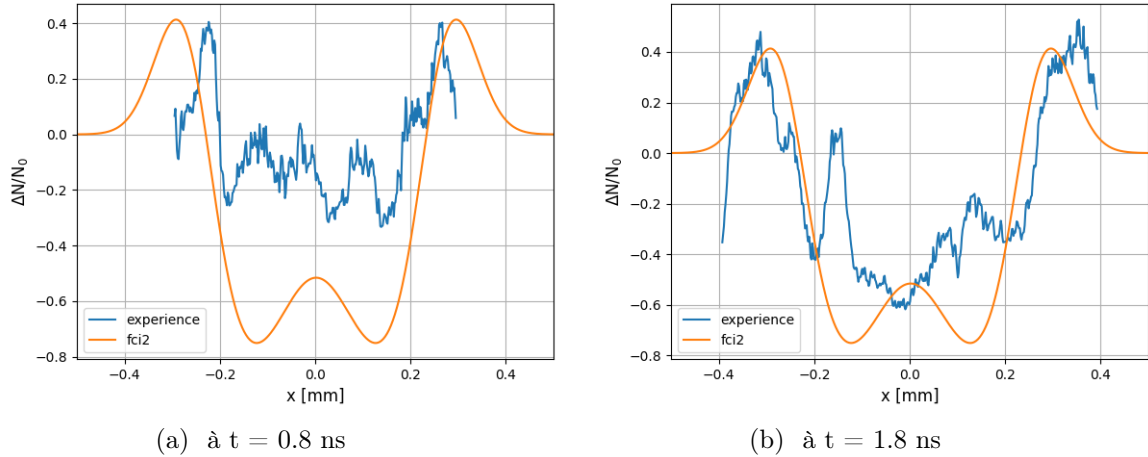 0.4
0.2
0.0
−0.2
−0.4
−0.6
−0.8
ΔN/N₀
experience
fci2
−0.4 −0.2 0.0 0.2 0.4
x [mm]
(a) à t = 0.8 ns
0.4
0.2
0.0
−0.2
−0.4
−0.6
−0.8
ΔN/N₀
experience
fci2
−0.4 −0.2 0.0 0.2 0.4
x [mm]
(b) à t = 1.8 ns